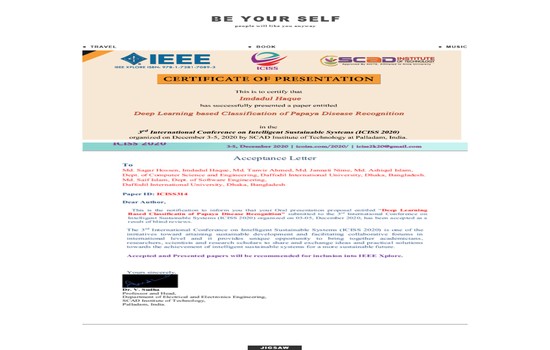 BE YOUR SELF
people will like you anyway
TRAVEL
BOOK
MUSIC
IEEE
IEEE XPLORE ISBN: 978-1-7281-7089-3
ICISS
SCAD INSTITUTE OF TECHNOLOGY
CERTIFICATE OF PRESENTATION
This is to certify that
Imdadul Haque
has successfully presented a paper entitled
Deep Learning based Classification of Papaya Disease Recognition
in the
3rd International Conference on Intelligent Sustainable Systems (ICISS 2020)
organized on December 3-5, 2020 by SCAD Institute of Technology at Palladam, India.
ICISS 2020
3-5, December 2020 | icoim.com/2020/ | iciss2k20@gmail.com
Acceptance Letter
To
Md. Sagar Hossen, Imdadul Haque, Md. Md. Md. Ashiqul Islam,
Dept. of Computer Science and Engineering, Daffodil International University, Dhaka, Bangladesh.
Md. Saif Islam, Dept. of Software Engineering,
Daffodil International University, Dhaka, Bangladesh
Paper ID: ICISS314
Dear Author,
This is the notification to inform you that your Oral presentation proposal entitled "Deep Learning
Based Classificatin of Papaya Disease Recognition" submitted to the 3rd International Conference on
Intelligent Sustainable Systems (ICISS 2020) organized on 03-05, December 2020, has been accepted as a
result of blind reviews.
The 3rd International Conference on Intelligent Sustainable Systems (ICISS 2020) is one of the
initiatives toward attaining sustainable development and facilitating collaborative forums in
international level and it provides unique opportunity to bring together academicians,
researchers, scientists and research scholars to share and exchange ideas and practical solutions
towards the achievement of intelligent sustainable systems for a more sustainable future
Accepted and Presented papers will be recommended for inclusion into IEEE Xplore.
Yours sincerely,
Dr. V. Sudha
Professor and Head,
Department of Electrical and Electronics Engineering,
SCAD Institute of Technology,
Palladam, India
JIGSAW